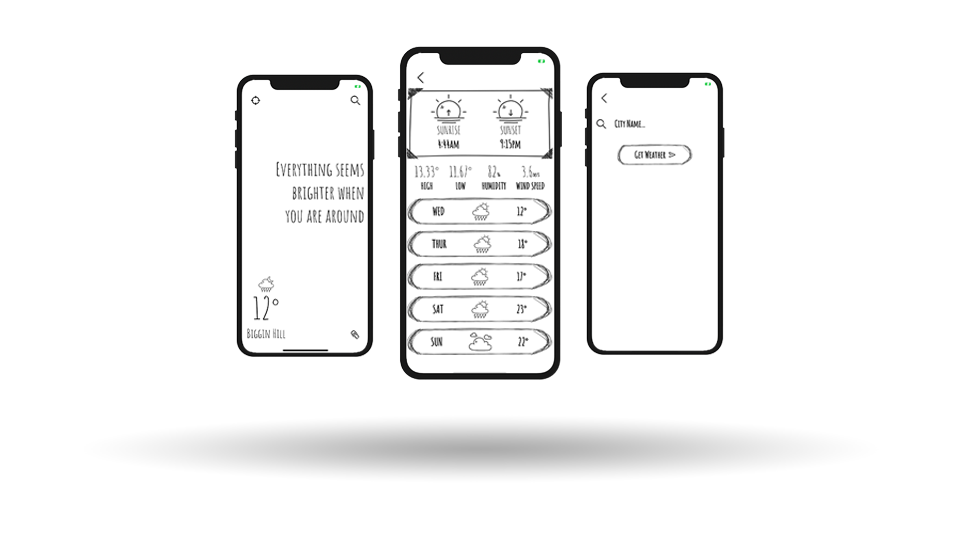 EVERYTHING SEEMS
BRIGHTER WHEN
YOU ARE AROUND
12°
BIGGIN HILL
SUNRISE SUNSET
4:44AM 9:15PM
13.33° 11.67° 82% 3.6m/s
HIGH LOW HUMIDITY WIND SPEED
WED 12°
THUR 18°
FRI 17°
SAT 23°
SUN 22°
CITY NAME...
GET WEATHER